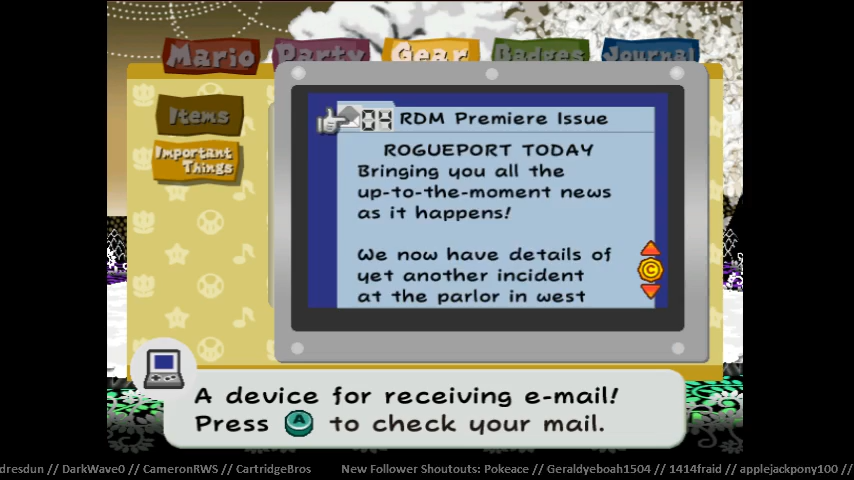 Mario Party Gear Badges Journal
Items
Important
Things
04 RDM Premiere Issue
ROGUEPORT TODAY
Bringing you all the
up-to-the-moment news
as it happens!
We now have details of
yet another incident
at the parlor in west
A device for receiving e-mail!
Press A to check your mail.
dresdun // DarkWave0 // CameronRWS // CartridgeBros New Follower Shoutouts: Pokeace // Geraldyeboah1504 // 1414fraid // applejackpony100 //